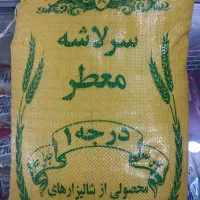 سرلاشه
معطر
درجه ۱
محصولی از شالیزارهای